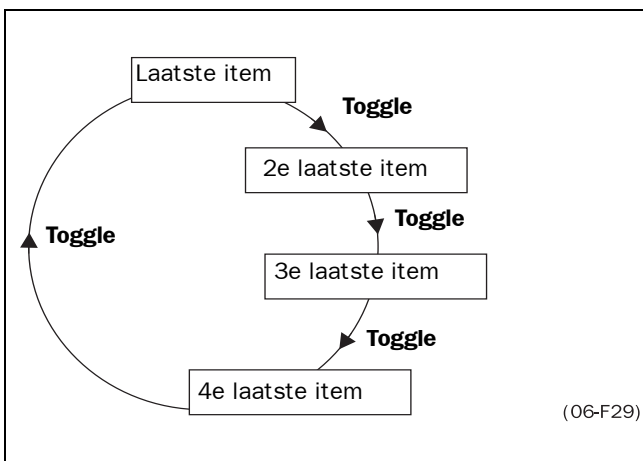 Laatste item
Toggle
2e laatste item
Toggle
Toggle
3e laatste item
Toggle
4e laatste item
(06-F29)